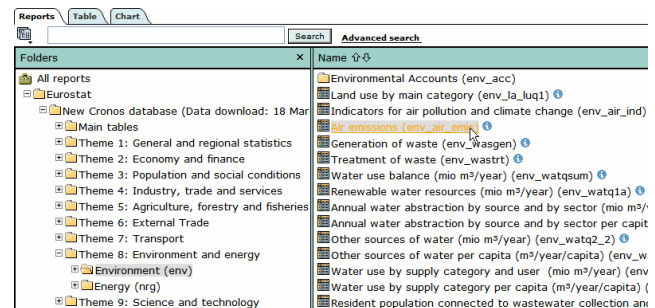 Reports Table Chart
Search Advanced search
Folders ×
All reports
Eurostat
New Cronos database (Data download: 18 Mar
Main tables
Theme 1: General and regional statistics
Theme 2: Economy and finance
Theme 3: Population and social conditions
Theme 4: Industry, trade and services
Theme 5: Agriculture, forestry and fisheries
Theme 6: External Trade
Theme 7: Transport
Theme 8: Environment and energy
Environment (env)
Energy (nrg)
Theme 9: Science and technology
Name
Environmental Accounts (env_acc)
Land use by main category (env_la_luq1)
Indicators for air pollution and climate change (env_air_ind)
Air emissions (env_air_emis)
Generation of waste (env_wasgen)
Treatment of waste (env_wastrt)
Water use balance (mio m³/year) (env_watqsum)
Renewable water resources (mio m³/year) (env_watq1a)
Annual water abstraction by source and by sector (mio m³/
Annual water abstraction by source and by sector per capit
Other sources of water (mio m³/year) (env_watq2_2)
Other sources of water per capita (m³/year/capita) (env_w
Water use by supply category and user (mio m³/year) (env
Water use by supply category per capita (m³/year/capita) (
Resident population connected to wastewater collection and